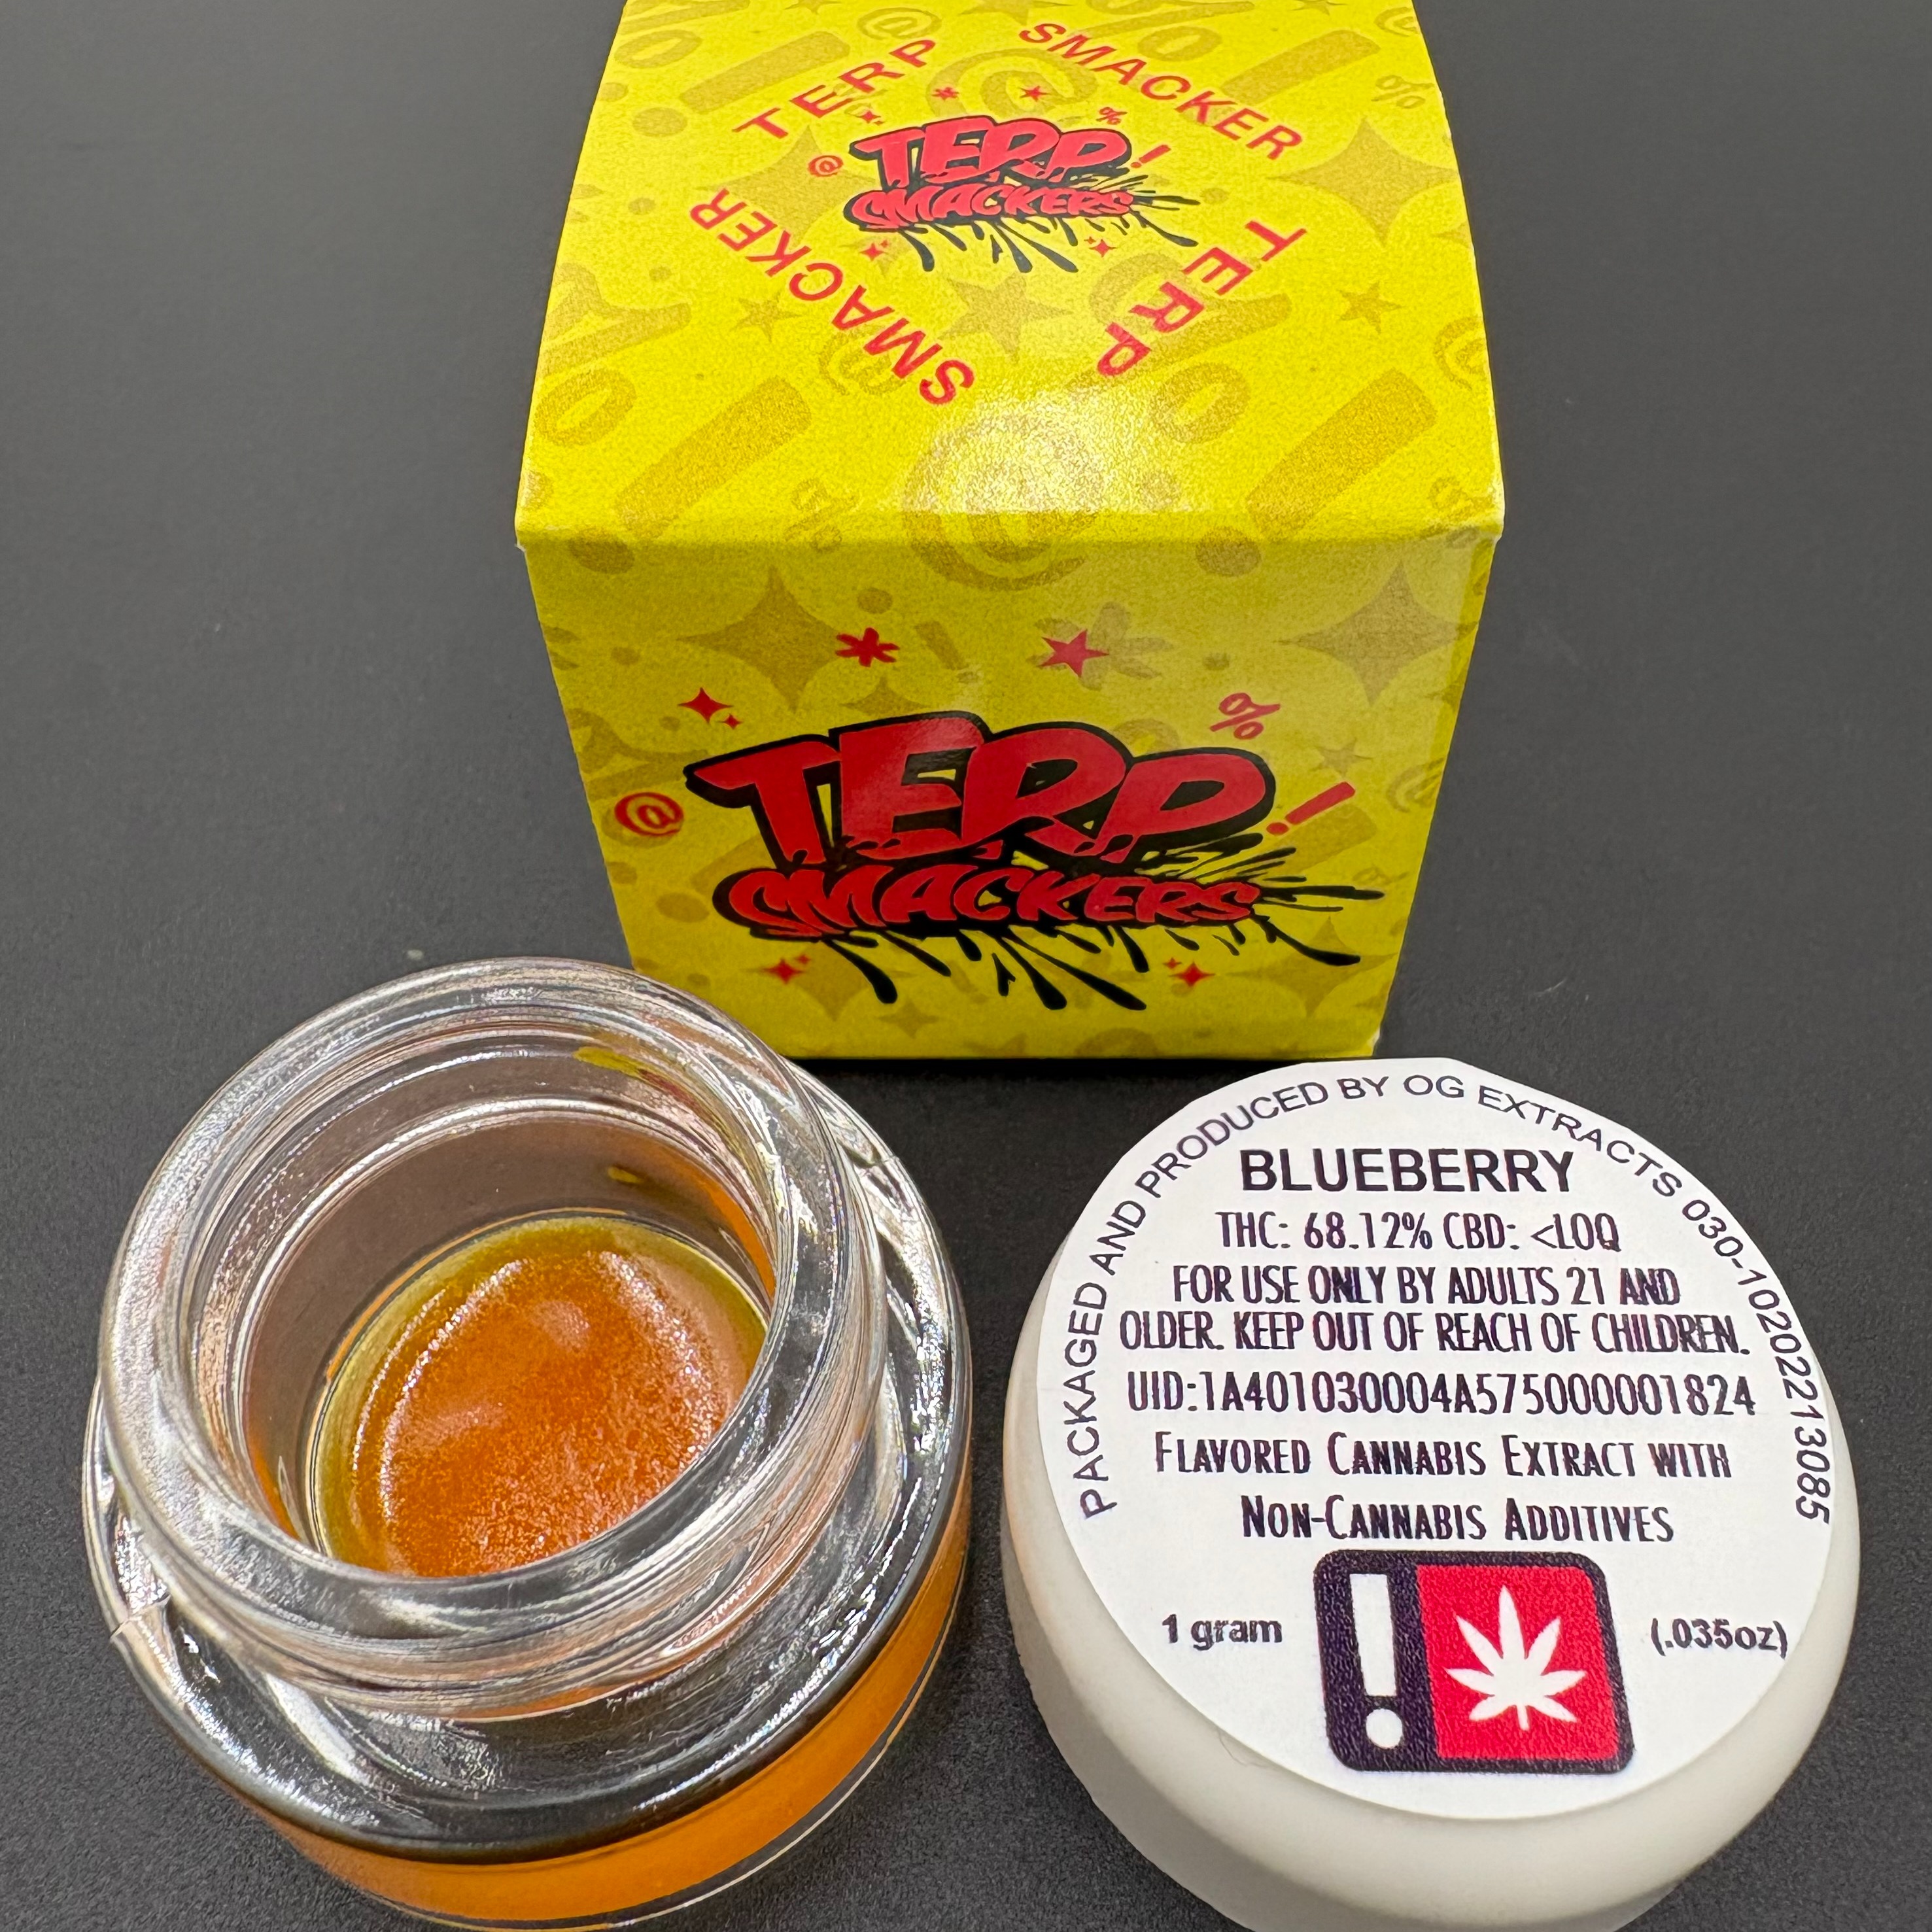 TERP SMACKER
TERP SMACKER
TERP!
SMACKERS
TERP!
SMACKERS
PACKAGED AND PRODUCED BY OG EXTRACTS 030-1020221 3085
BLUEBERRY
THC: 68.12% CBD: <LOQ
FOR USE ONLY BY ADULTS 21 AND
OLDER. KEEP OUT OF REACH OF CHILDREN.
UID:1A401030004A575000001824
FLAVORED CANNABIS EXTRACT WITH
NON-CANNABIS ADDITIVES
1 gram
(.035oz)